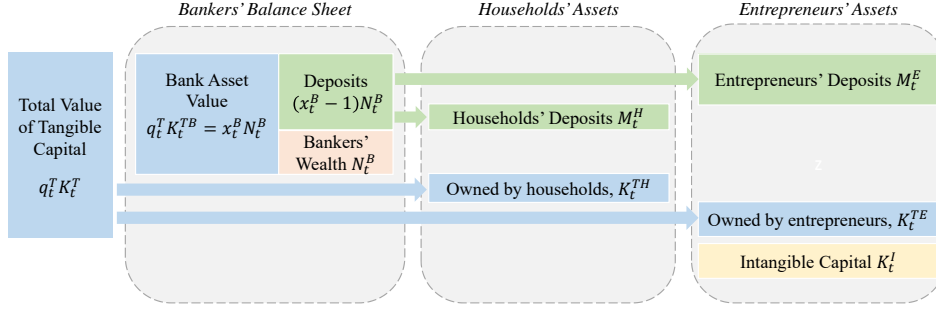 Bankers' Balance Sheet
Households' Assets
Entrepreneurs' Assets
Total Value
of Tangible
Capital
$q_t^T K_t^T$
Bank Asset
Value
$q_t^T K_t^{TB} = x_t^B N_t^B$
Deposits
$(x_t^B - 1)N_t^B$
Bankers'
Wealth $N_t^B$
Households' Deposits $M_t^H$
Owned by households, $K_t^{TH}$
Entrepreneurs' Deposits $M_t^E$
z
Owned by entrepreneurs, $K_t^{TE}$
Intangible Capital $K_t^I$